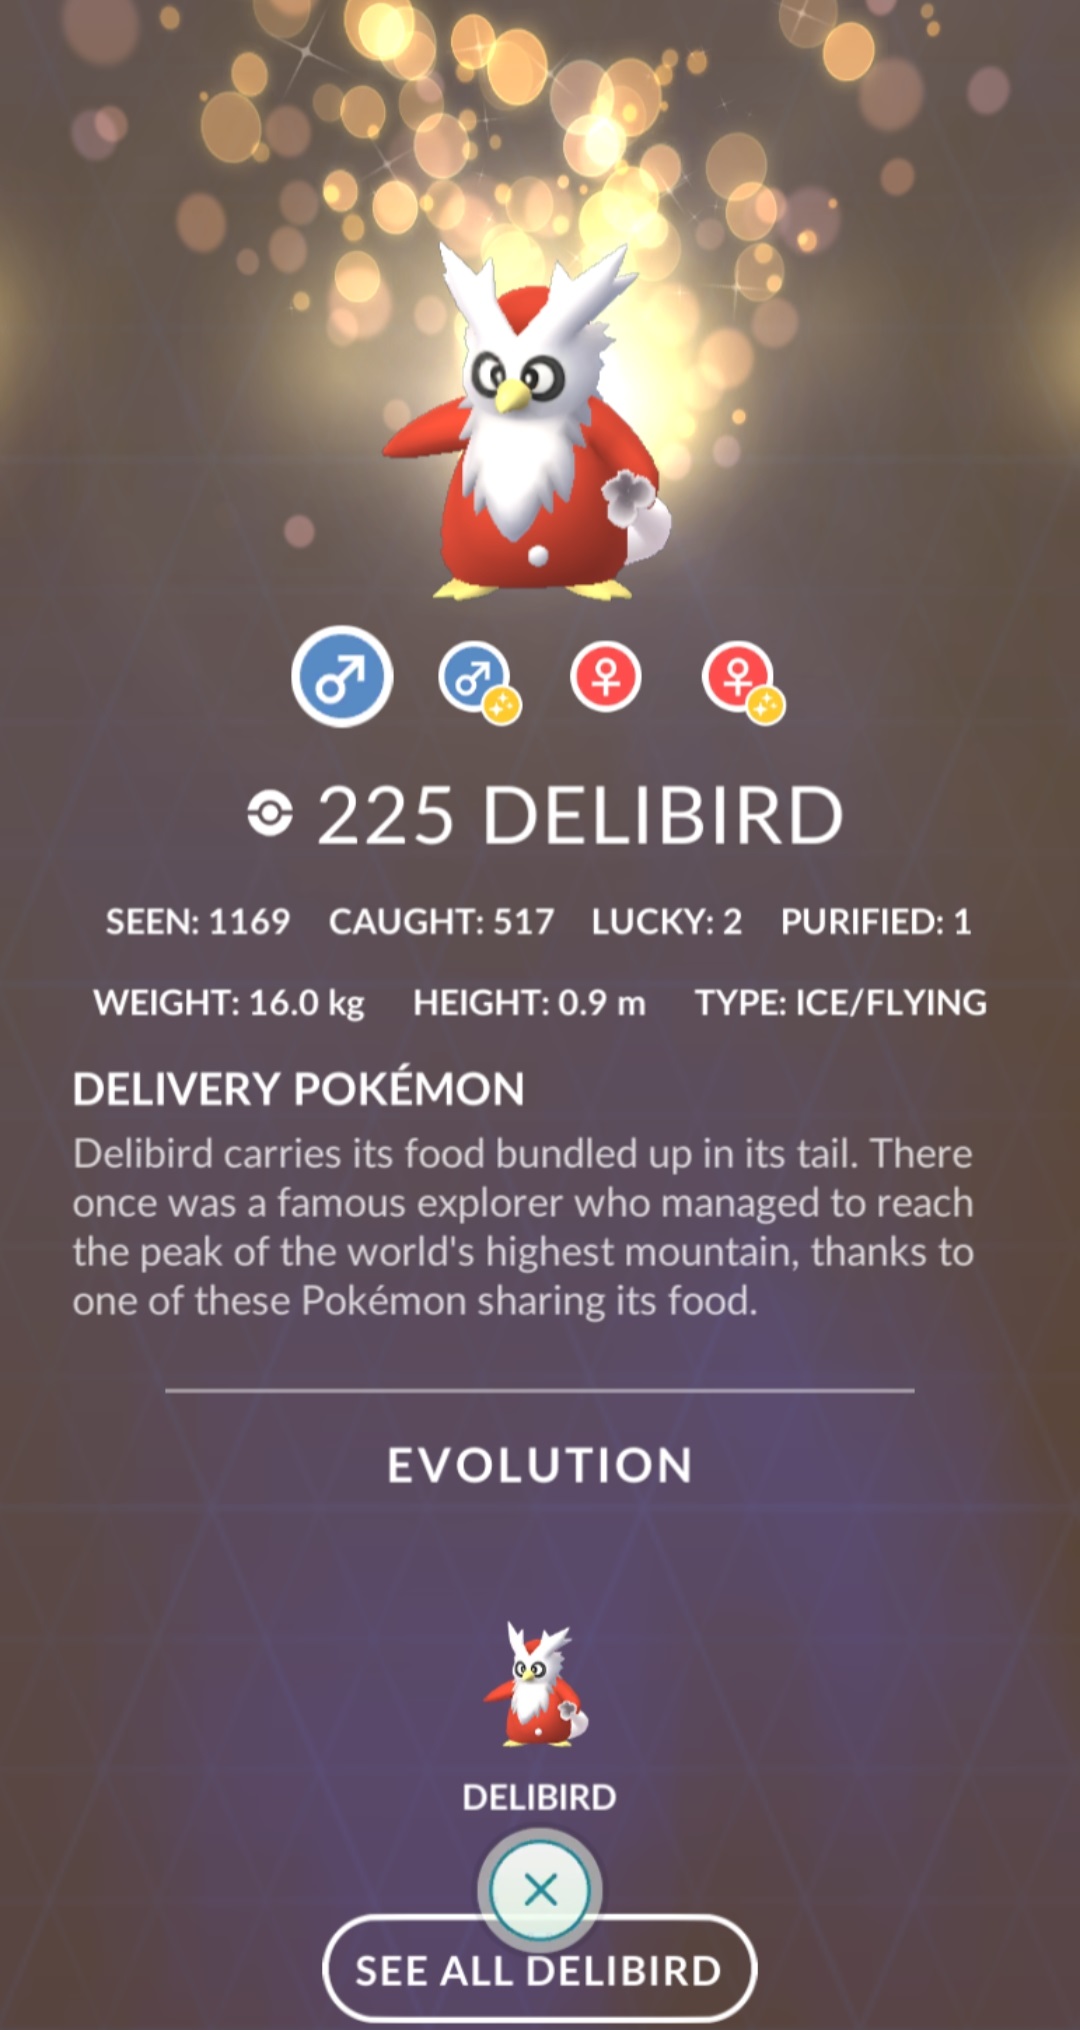 225 DELIBIRD
SEEN: 1169 CAUGHT: 517 LUCKY: 2 PURIFIED: 1
WEIGHT: 16.0 kg HEIGHT: 0.9 m TYPE: ICE/FLYING
DELIVERY POKÉMON
Delibird carries its food bundled up in its tail. There
once was a famous explorer who managed to reach
the peak of the world's highest mountain, thanks to
one of these Pokémon sharing its food.
EVOLUTION
DELIBIRD
SEE ALL DELIBIRD